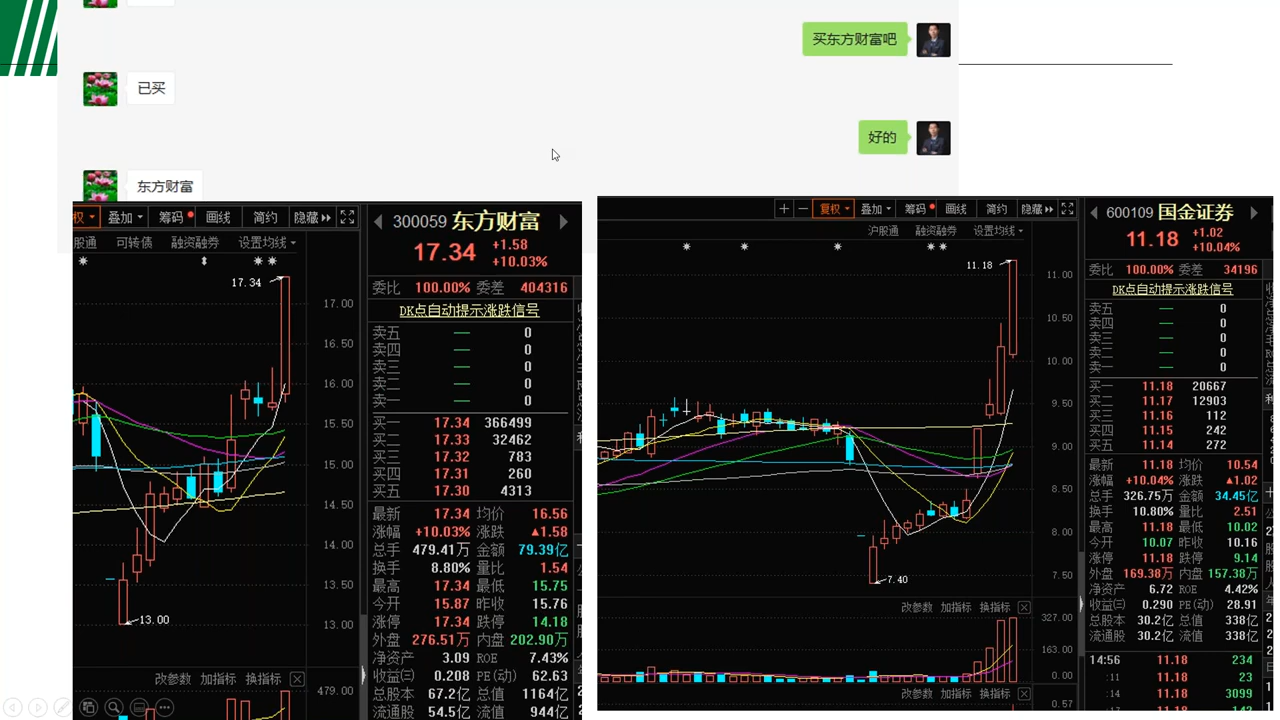 买东方财富吧
已买
好的
东方财富
权 叠加 筹码 画线 简约 隐藏
股通 可转债 融资融券 设置均线
17.34
17.00
16.50
16.00
15.50
15.00
14.50
14.00
13.50
13.00
13.00
改参数 加指标 换指标
479.00
300059 东方财富
17.34 +1.58
+10.03%
委比 100.00% 委差 404316
DK点自动提示涨跌信号
卖五 — 0
卖四 — 0
卖三 — 0
卖二 — 0
卖一 — 0
买一 17.34 366499
买二 17.33 32462
买三 17.32 783
买四 17.31 260
买五 17.30 4313
最新 17.34 均价 16.56
涨幅 +10.03% 涨跌 ▲1.58
总手 479.41万 金额 79.39亿
换手 8.80% 量比 1.54
最高 17.34 最低 15.75
今开 15.87 昨收 15.76
涨停 17.34 跌停 14.18
外盘 276.51万 内盘 202.90万
净资产 3.09 ROE 7.43%
收益㈢ 0.208 PE(动) 62.63
总股本 67.2亿 总值 1164亿
流通股 54.5亿 流值 944亿
复权 叠加 筹码 画线 简约 隐藏
沪股通 融资融券 设置均线
11.18
11.00
10.50
10.00
9.50
9.00
8.50
8.00
7.50
7.40
改参数 加指标 换指标
327.00
163.00
0.00
改参数 加指标 换指标
0.57
600109 国金证券
11.18 +1.02
+10.04%
委比 100.00% 委差 34196
DK点自动提示涨跌信号
卖五 — 0
卖四 — 0
卖三 — 0
卖二 — 0
卖一 — 0
买一 11.18 20667
买二 11.17 12903
买三 11.16 112
买四 11.15 242
买五 11.14 272
最新 11.18 均价 10.54
涨幅 +10.04% 涨跌 ▲1.02
总手 326.75万 金额 34.45亿
换手 10.80% 量比 2.51
最高 11.18 最低 10.02
今开 10.07 昨收 10.16
涨停 11.18 跌停 9.14
外盘 169.38万 内盘 157.38万
净资产 6.72 ROE 4.42%
收益㈢ 0.290 PE(动) 28.91
总股本 30.2亿 总值 338亿
流通股 30.2亿 流值 338亿
14:56 11.18 234
:11 11.18 23
:14 11.18 3099